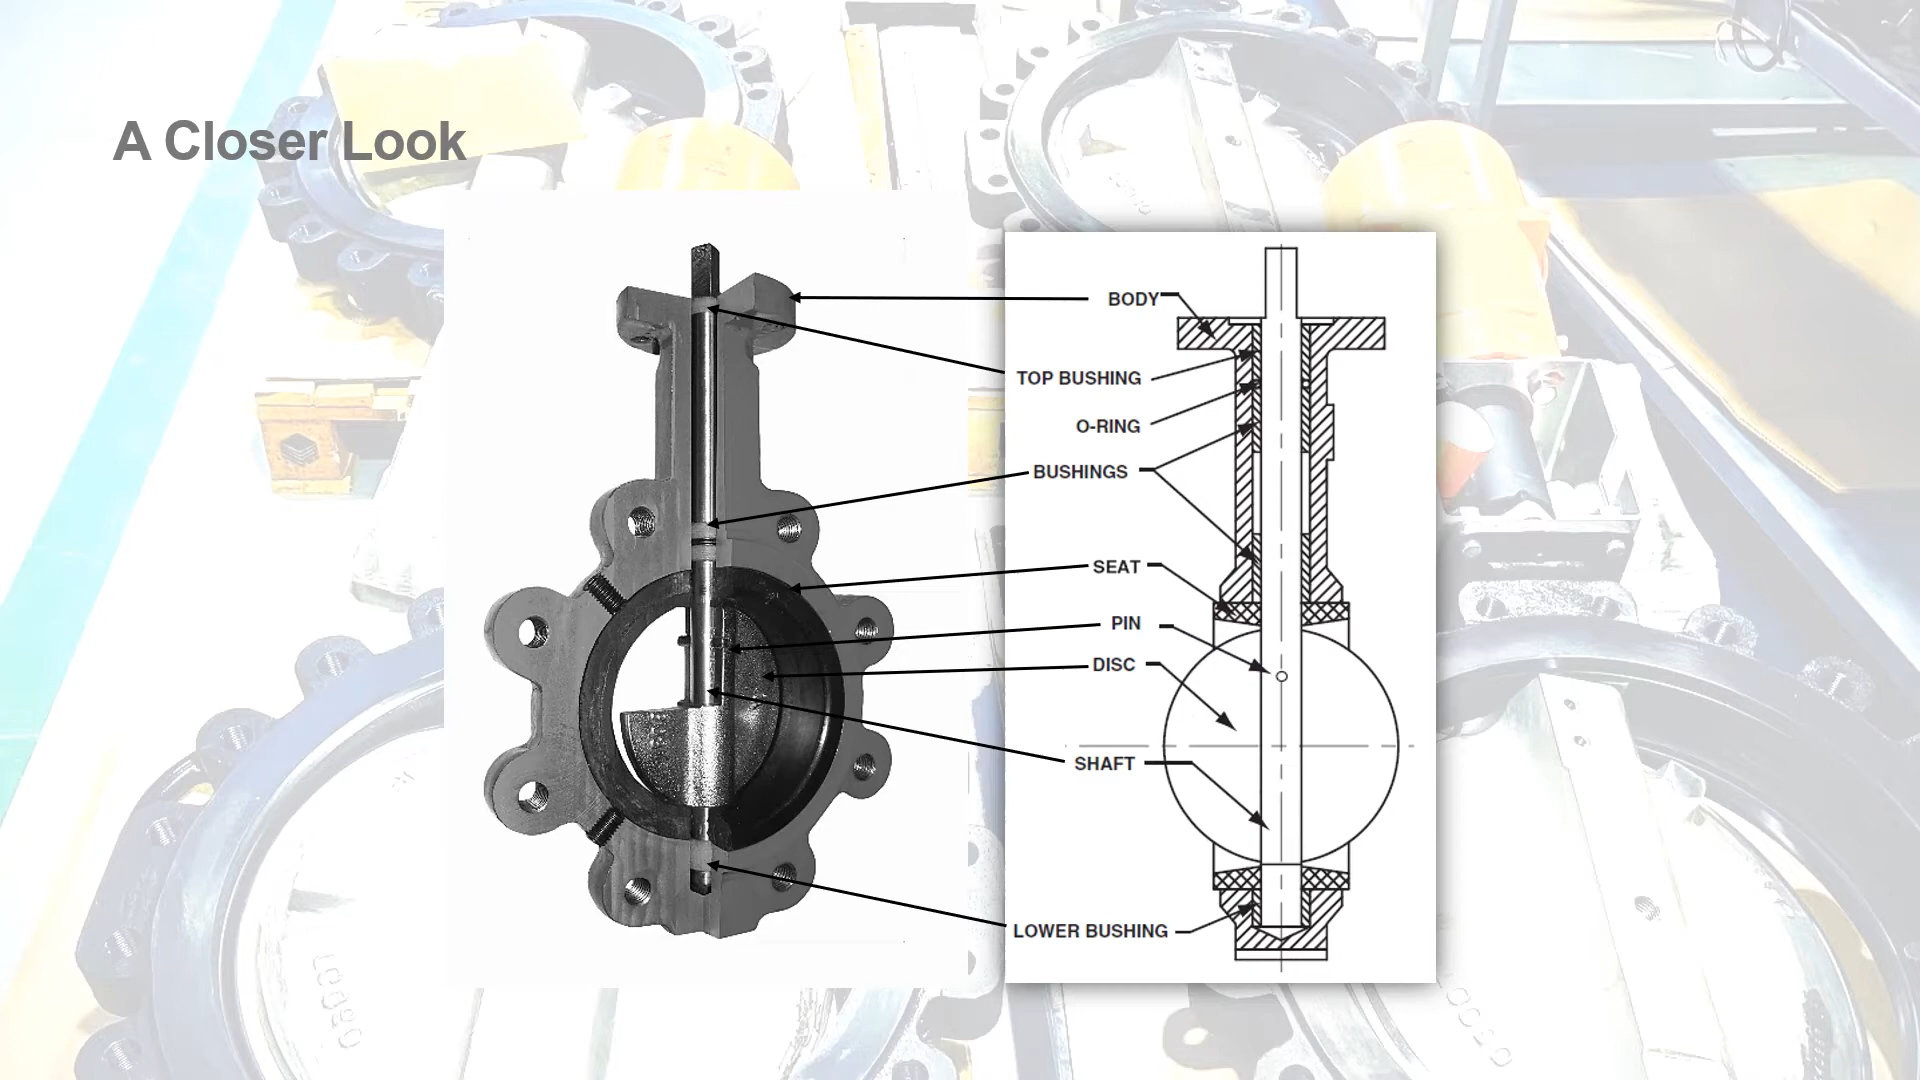 A Closer Look
BODY
TOP BUSHING
O-RING
BUSHINGS
SEAT
PIN
DISC
SHAFT
LOWER BUSHING